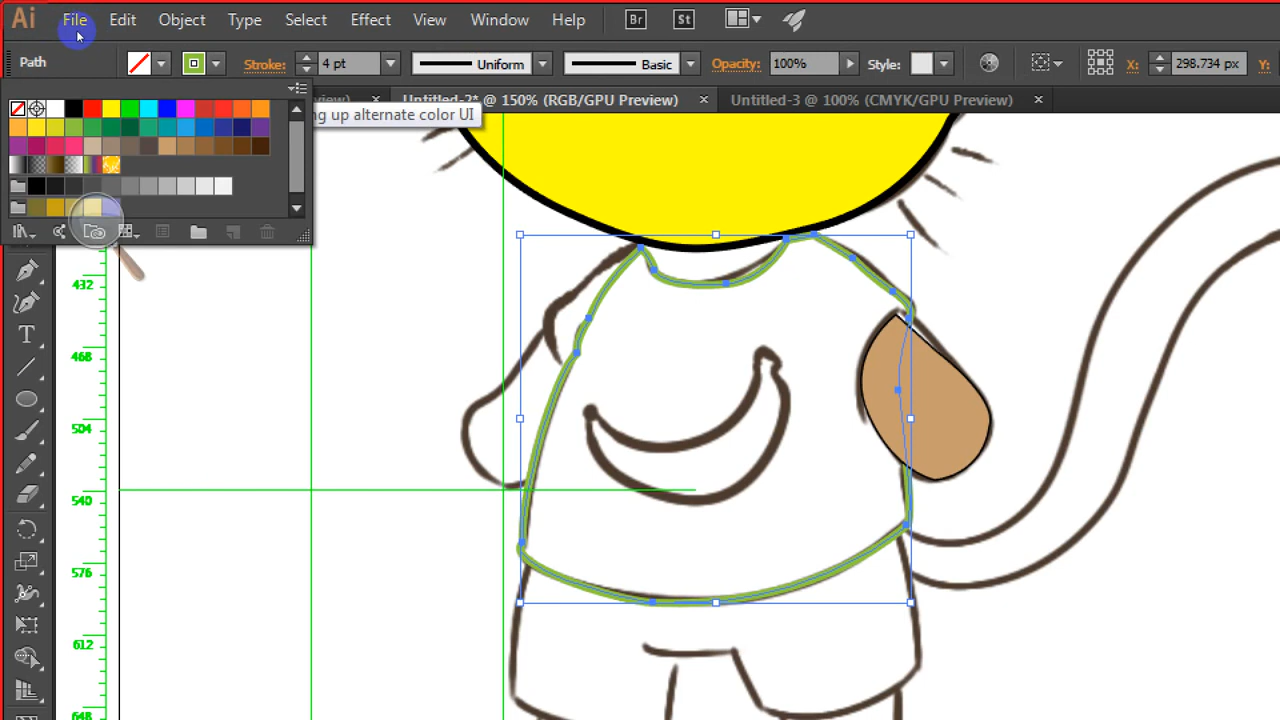 Ai File Edit Object Type Select Effect View Window Help Br St
Path Stroke: 4 pt Uniform Basic Opacity: 100% Style: X: 298.734 px Y:
view) × Untitled-2* @ 150% (RGB/GPU Preview) × Untitled-3 @ 100% (CMYK/GPU Preview) ×
ng up alternate color UI
432
468
504
540
576
612
648